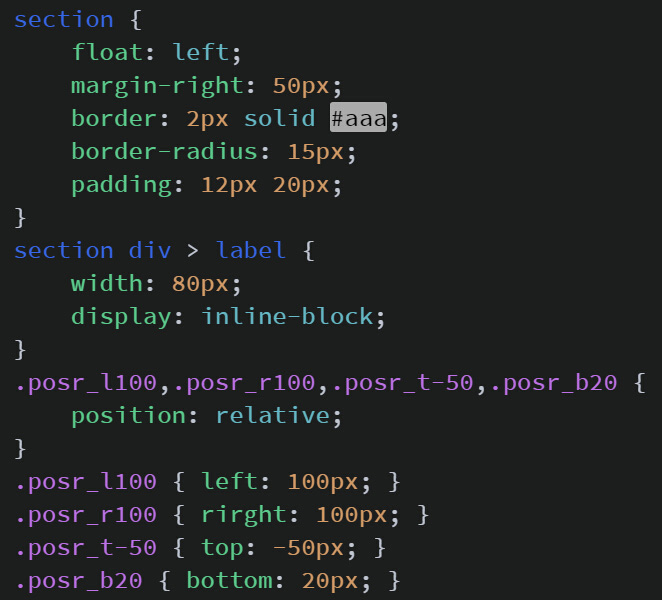 section {
    float: left;
    margin-right: 50px;
    border: 2px solid #aaa;
    border-radius: 15px;
    padding: 12px 20px;
}
section div > label {
    width: 80px;
    display: inline-block;
}
.posr_l100,.posr_r100,.posr_t-50,.posr_b20 {
    position: relative;
}
.posr_l100 { left: 100px; }
.posr_r100 { rirght: 100px; }
.posr_t-50 { top: -50px; }
.posr_b20 { bottom: 20px; }